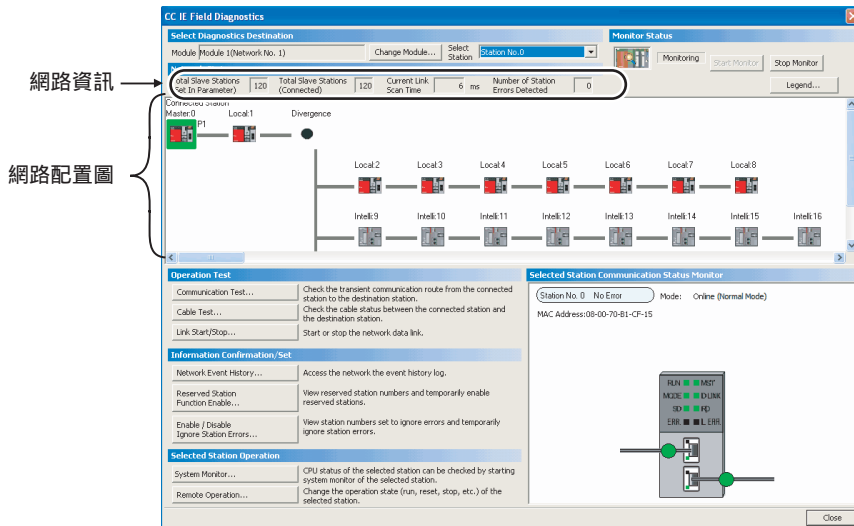 CC IE Field Diagnostics
Select Diagnostics Destination
Monitor Status
Module Module 1(Network No. 1) Change Module... Select Station Station No.0
Monitoring Start Monitor Stop Monitor
Legend...
網路資訊
Total Slave Stations (Set In Parameter) 120 Total Slave Stations (Connected) 120 Current Link Scan Time 6 ms Number of Station Errors Detected 0
網路配置圖
Connected Station
Master:0 Local:1 Divergence
P1
Local:2 Local:3 Local:4 Local:5 Local:6 Local:7 Local:8
Intelli:9 Intelli:10 Intelli:11 Intelli:12 Intelli:13 Intelli:14 Intelli:15 Intelli:16
Operation Test
Communication Test... Check the transient communication route from the connected station to the destination station.
Cable Test... Check the cable status between the connected station and the destination station.
Link Start/Stop... Start or stop the network data link.
Information Confirmation/Set
Network Event History... Access the network the event history log.
Reserved Station Function Enable... View reserved station numbers and temporarily enable reserved stations.
Enable / Disable Ignore Station Errors... View station numbers set to ignore errors and temporarily ignore station errors.
Selected Station Operation
System Monitor... CPU status of the selected station can be checked by starting system monitor of the selected station.
Remote Operation... Change the operation state (run, reset, stop, etc.) of the selected station.
Selected Station Communication Status Monitor
Station No. 0 No Error Mode: Online (Normal Mode)
MAC Address:08-00-70-B1-CF-15
RUN MST
MODE D LINK
SD RD
ERR. L ERR.
Close